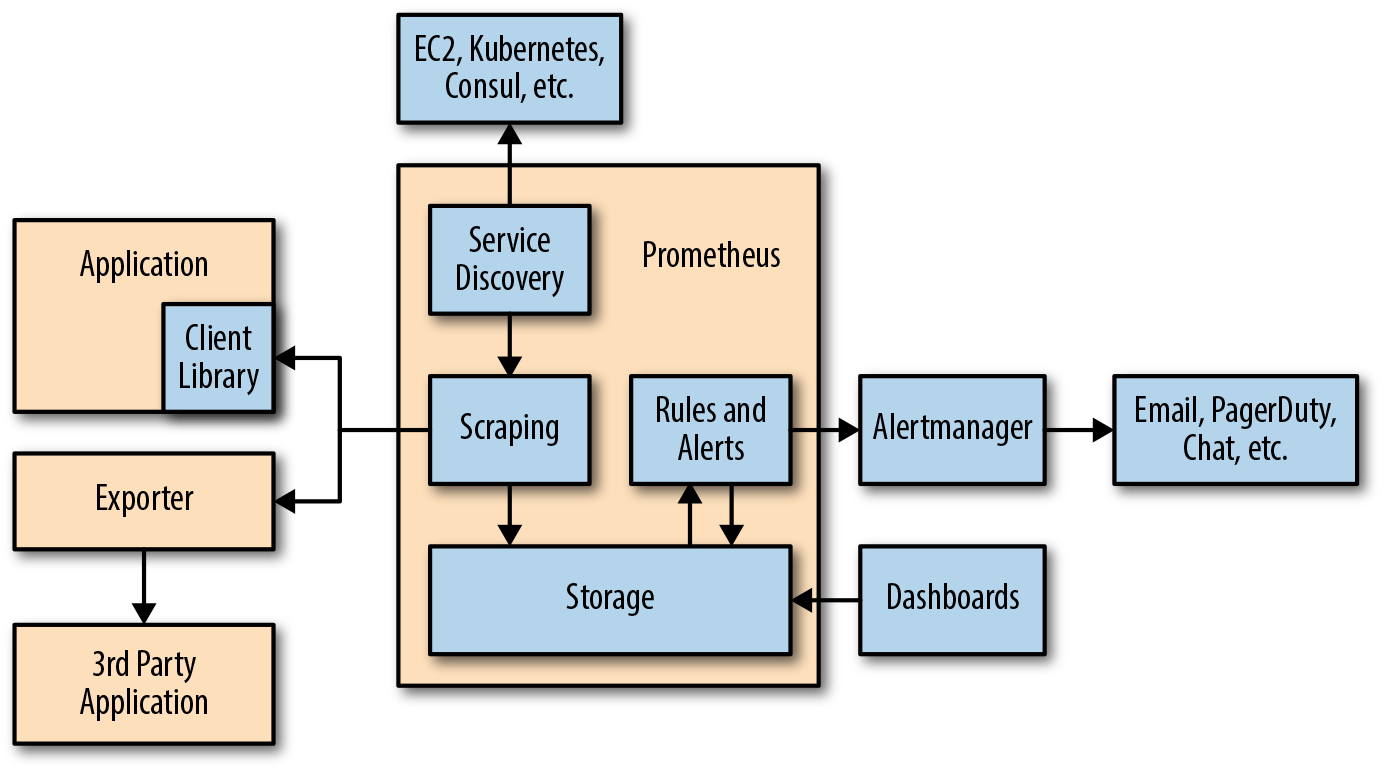 EC2, Kubernetes,
Consul, etc.
Service
Discovery
Prometheus
Application
Client
Library
Scraping
Rules and
Alerts
Alertmanager
Email, PagerDuty,
Chat, etc.
Exporter
Storage
Dashboards
3rd Party
Application